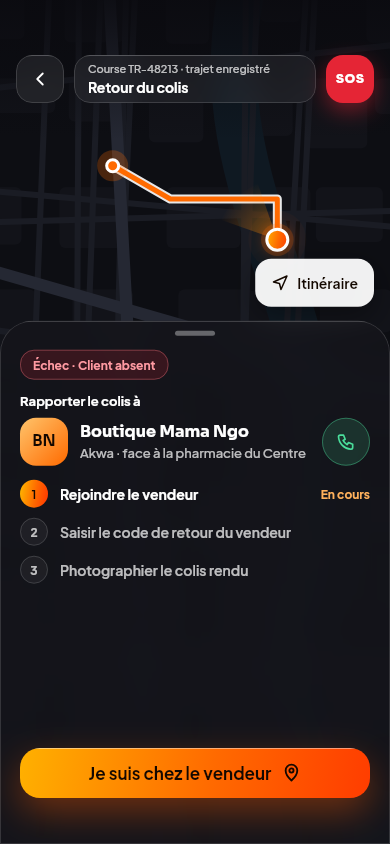 Course TR-48213 · trajet enregistré
Retour du colis
SOS
Itinéraire
Échec · Client absent
Rapporter le colis à
BN
Boutique Mama Ngo
Akwa · face à la pharmacie du Centre
1 Rejoindre le vendeur En cours
2 Saisir le code de retour du vendeur
3 Photographier le colis rendu
Je suis chez le vendeur